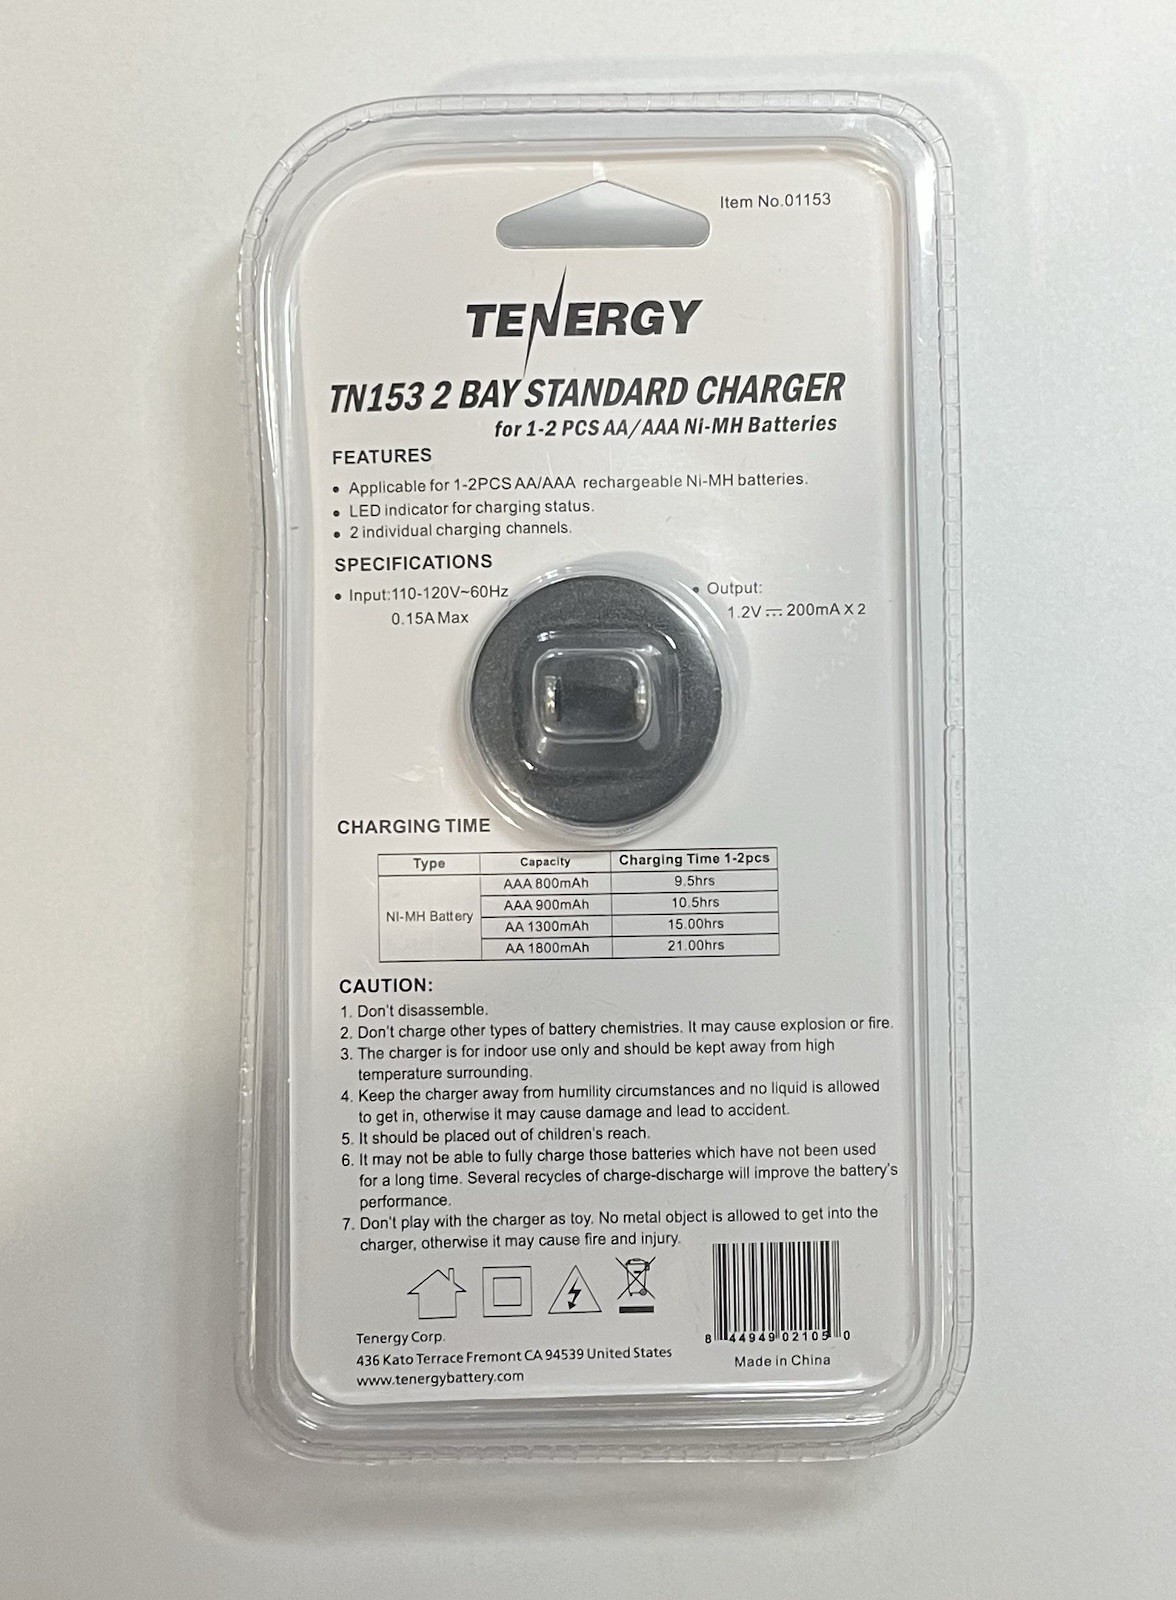 Item No.01153
TENERGY
TN153 2 BAY STANDARD CHARGER
for 1-2 PCS AA/AAA Ni-MH Batteries
FEATURES
• Applicable for 1-2PCS AA/AAA rechargeable Ni-MH batteries.
• LED indicator for charging status.
• 2 individual charging channels.
SPECIFICATIONS
• Input:110-120V~60Hz
0.15A Max
• Output:
1.2V⎓200mA X 2
CHARGING TIME
Type Capacity Charging Time 1-2pcs
NI-MH Battery
AAA 800mAh 9.5hrs
AAA 900mAh 10.5hrs
AA 1300mAh 15.00hrs
AA 1800mAh 21.00hrs
CAUTION:
1. Don't disassemble.
2. Don't charge other types of battery chemistries. It may cause explosion or fire.
3. The charger is for indoor use only and should be kept away from high
temperature surrounding.
4. Keep the charger away from humility circumstances and no liquid is allowed
to get in, otherwise it may cause damage and lead to accident.
5. It should be placed out of children's reach.
6. It may not be able to fully charge those batteries which have not been used
for a long time. Several recycles of charge-discharge will improve the battery's
performance.
7. Don't play with the charger as toy. No metal object is allowed to get into the
charger, otherwise it may cause fire and injury.
8 44949 02105 0
Tenergy Corp.
436 Kato Terrace Fremont CA 94539 United States
www.tenergybattery.com
Made in China